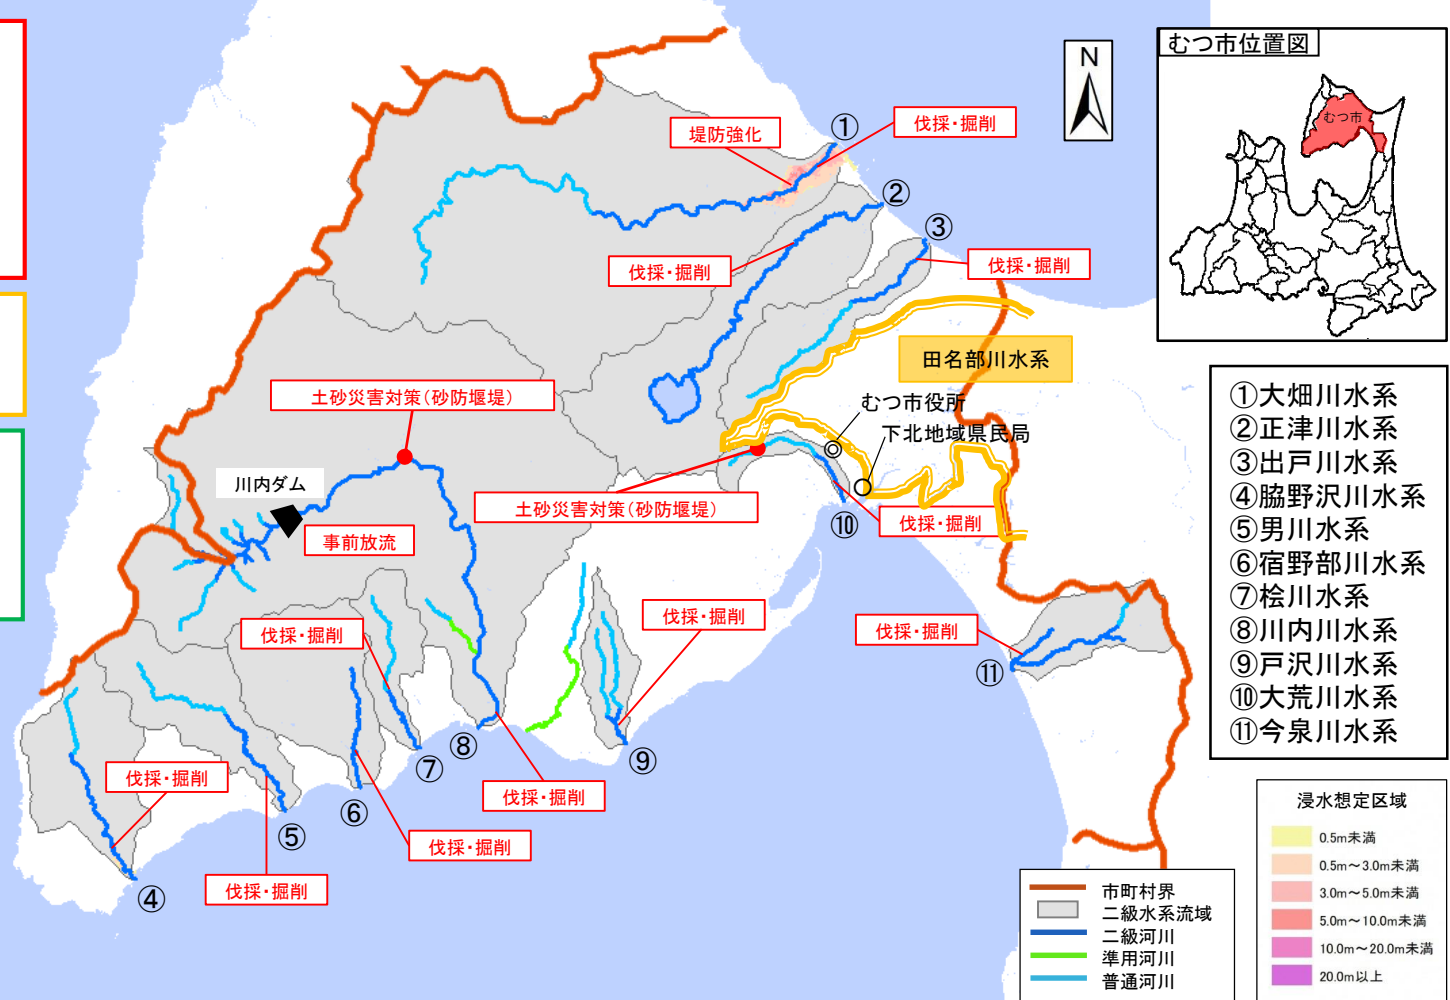 むつ市位置図
むつ市
N
①
堤防強化
伐採・掘削
②
③
伐採・掘削
伐採・掘削
田名部川水系
土砂災害対策(砂防堰堤)
むつ市役所
下北地域県民局
川内ダム
土砂災害対策(砂防堰堤)
伐採・掘削
⑩
事前放流
伐採・掘削
伐採・掘削
伐採・掘削
⑪
⑧
⑨
⑦
伐採・掘削
伐採・掘削
⑥
⑤
伐採・掘削
伐採・掘削
④
①大畑川水系
②正津川水系
③出戸川水系
④脇野沢川水系
⑤男川水系
⑥宿野部川水系
⑦桧川水系
⑧川内川水系
⑨戸沢川水系
⑩大荒川水系
⑪今泉川水系
浸水想定区域
0.5m未満
0.5m～3.0m未満
3.0m～5.0m未満
5.0m～10.0m未満
10.0m～20.0m未満
20.0m以上
市町村界
二級水系流域
二級河川
準用河川
普通河川